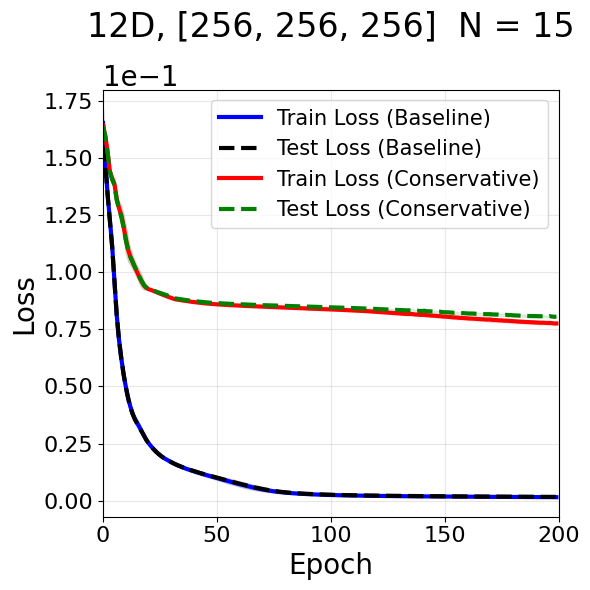 12D, [256, 256, 256]  N = 15
1e−1
1.75
1.50
1.25
1.00
0.75
0.50
0.25
0.00
Loss
Train Loss (Baseline)
Test Loss (Baseline)
Train Loss (Conservative)
Test Loss (Conservative)
0
50
100
150
200
Epoch